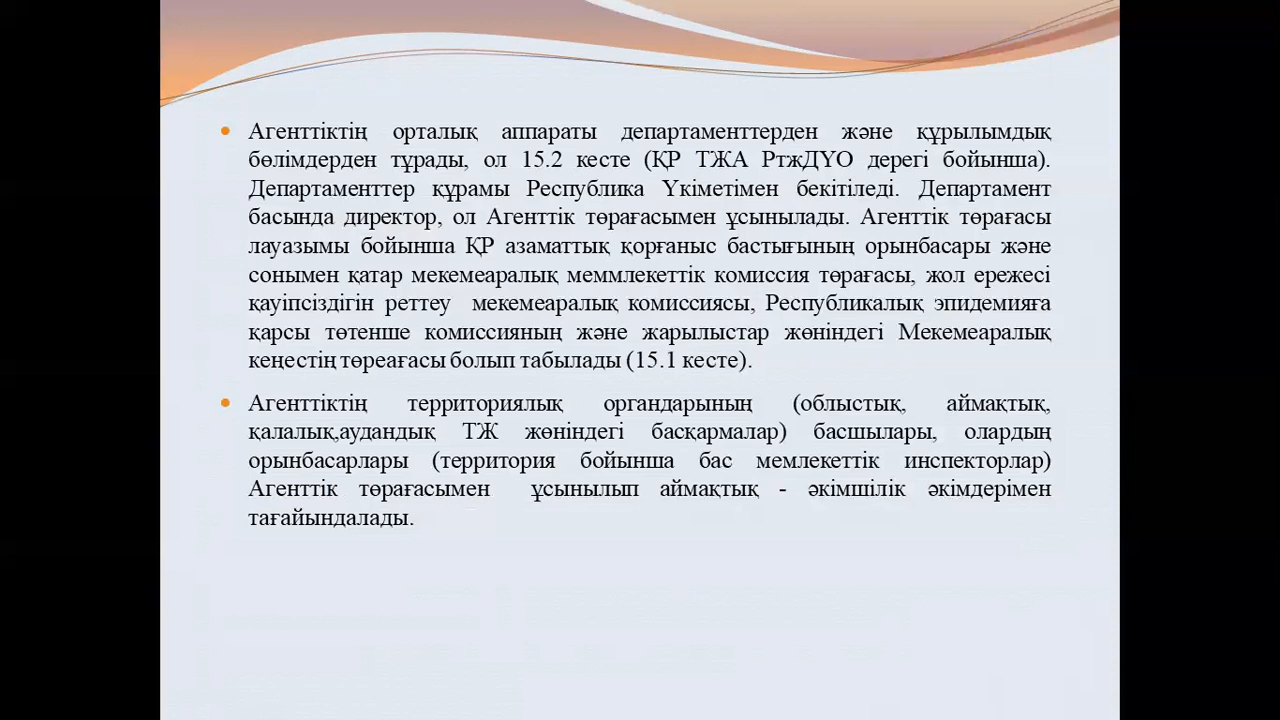 Агенттіктің орталық аппараты департаменттерден және құрылымдық
бөлімдерден тұрады, ол 15.2 кесте (ҚР ТЖА РтжДҮО дерегі бойынша).
Департаменттер құрамы Республика Үкіметімен бекітіледі. Департамент
басында директор, ол Агенттік төрағасымен ұсынылады. Агенттік төрағасы
лауазымы бойынша ҚР азаматтық қорғаныс бастығының орынбасары және
сонымен қатар мекемеаралық меммлекеттік комиссия төрағасы, жол ережесі
қауіпсіздігін реттеу мекемеаралық комиссиясы, Республикалық эпидемияға
қарсы төтенше комиссияның және жарылыстар жөніндегі Мекемеаралық
кеңестің төреағасы болып табылады (15.1 кесте).
Агенттіктің территориялық органдарының (облыстық, аймақтық,
қалалық,аудандық ТЖ жөніндегі басқармалар) басшылары, олардың
орынбасарлары (территория бойынша бас мемлекеттік инспекторлар)
Агенттік төрағасымен ұсынылып аймақтық - әкімшілік әкімдерімен
тағайындалады.